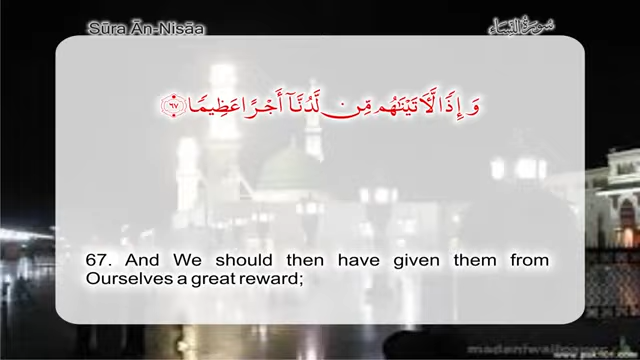 Sūra Ān-Nisāa
سورة النساء
وَإِذًا لَّآتَيْنَاهُم مِّن لَّدُنَّا أَجْرًا عَظِيمًا ٦٧
67. And We should then have given them from
Ourselves a great reward;